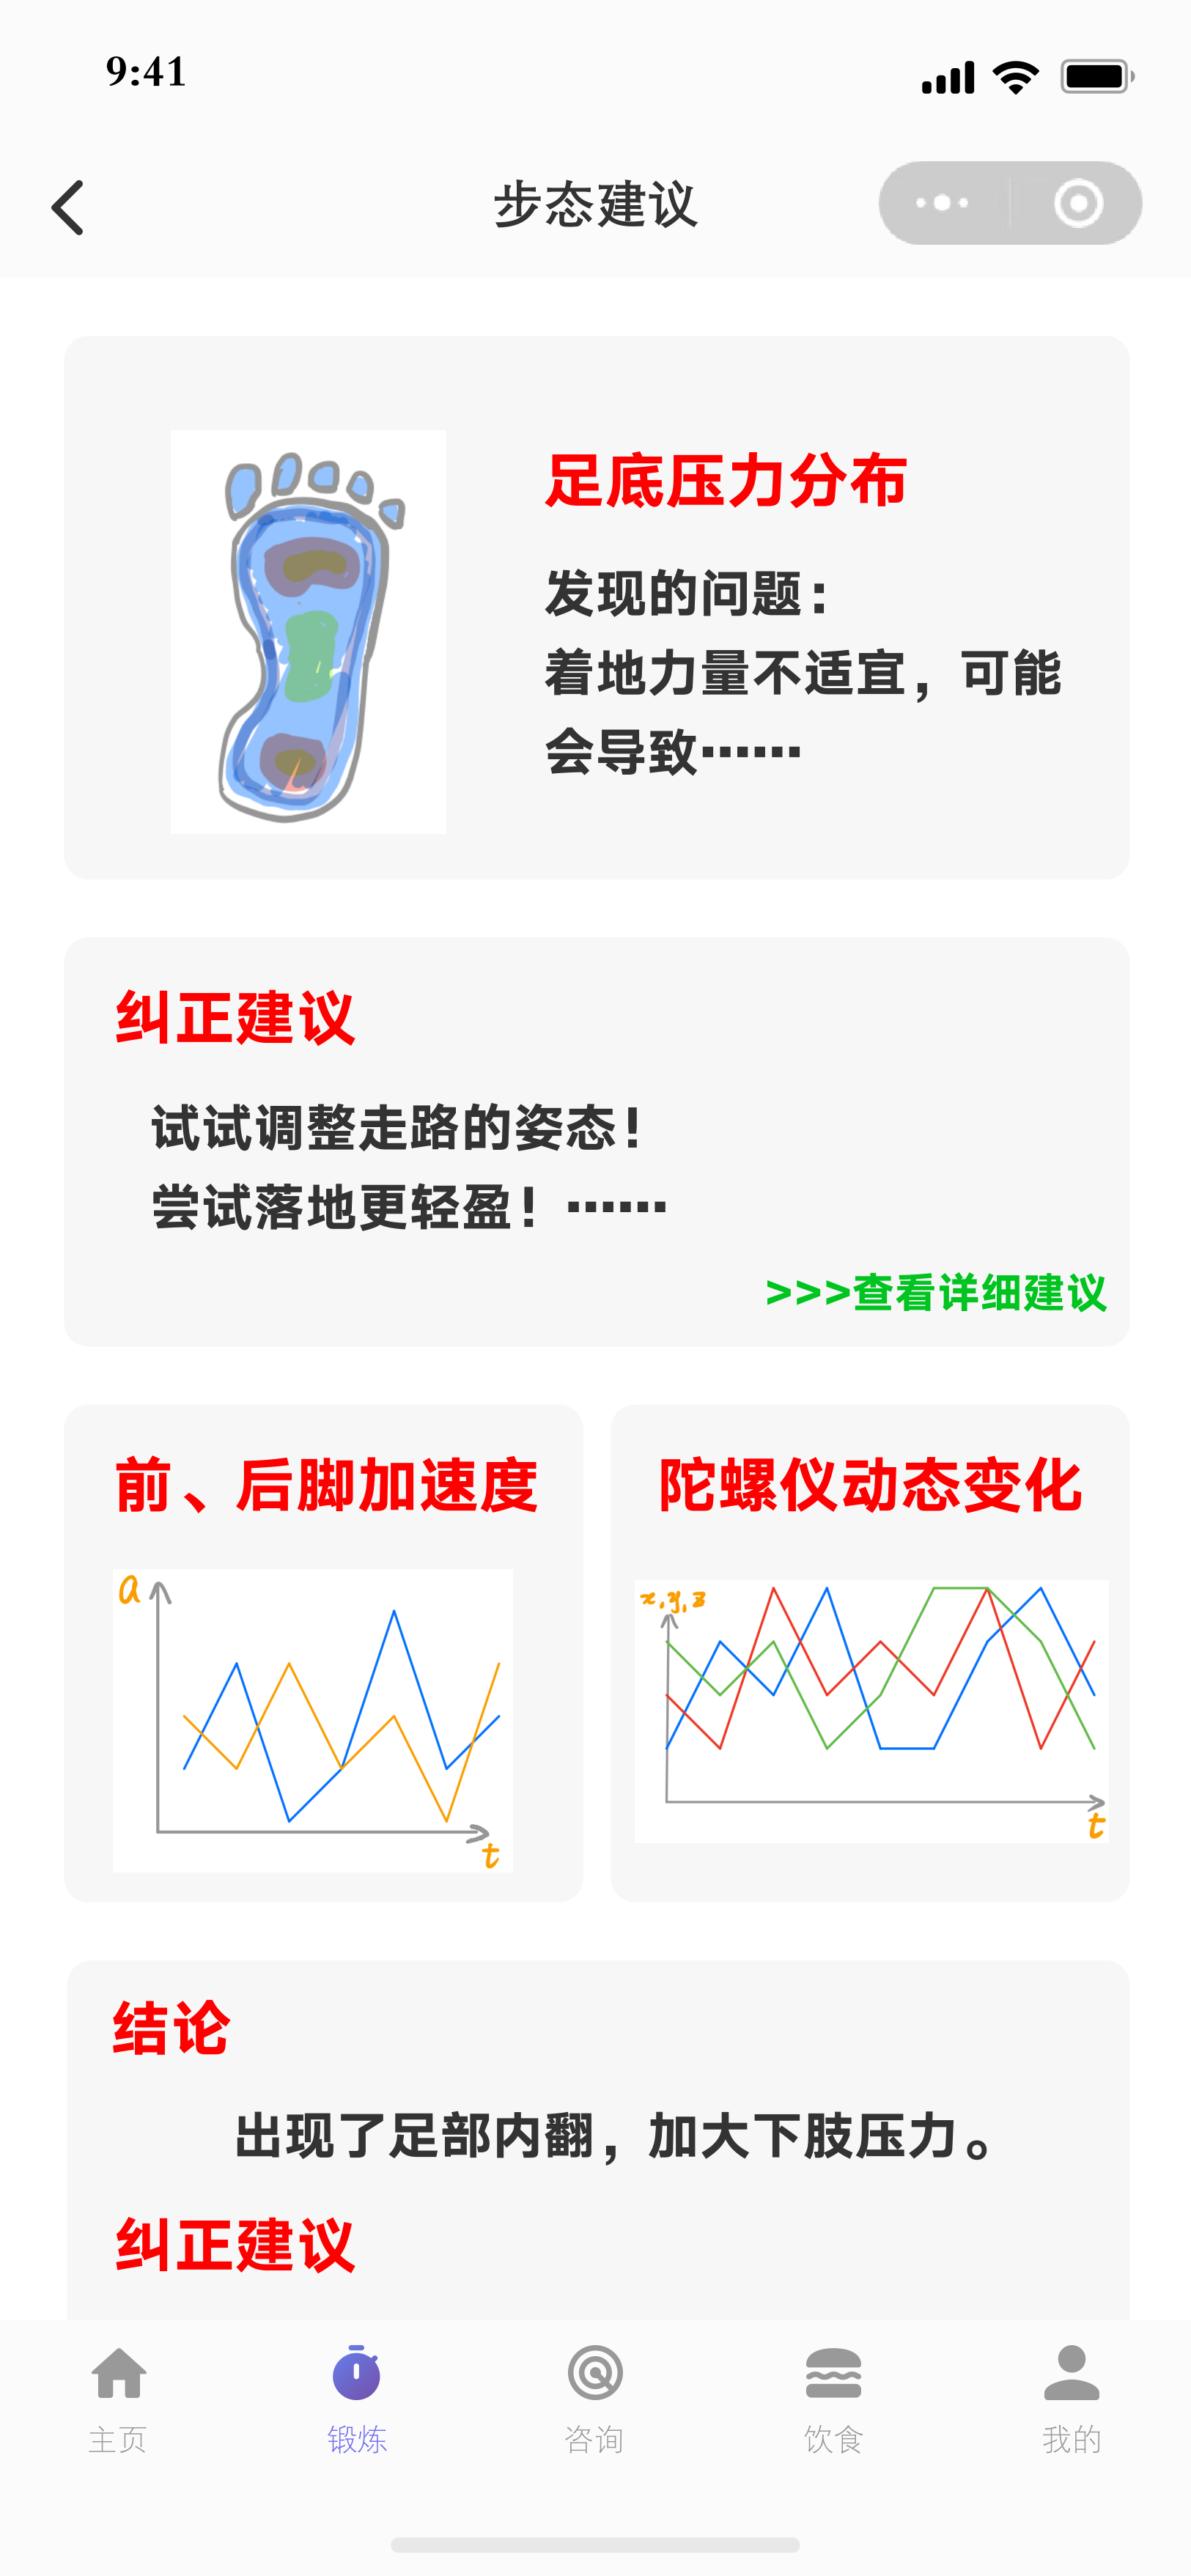 9:41
步态建议
足底压力分布
发现的问题：
着地力量不适宜，可能
会导致……
纠正建议
试试调整走路的姿态！
尝试落地更轻盈！……
>>>查看详细建议
前、后脚加速度
陀螺仪动态变化
a
t
x,y,z
t
结论
出现了足部内翻，加大下肢压力。
纠正建议
主页
锻炼
咨询
饮食
我的